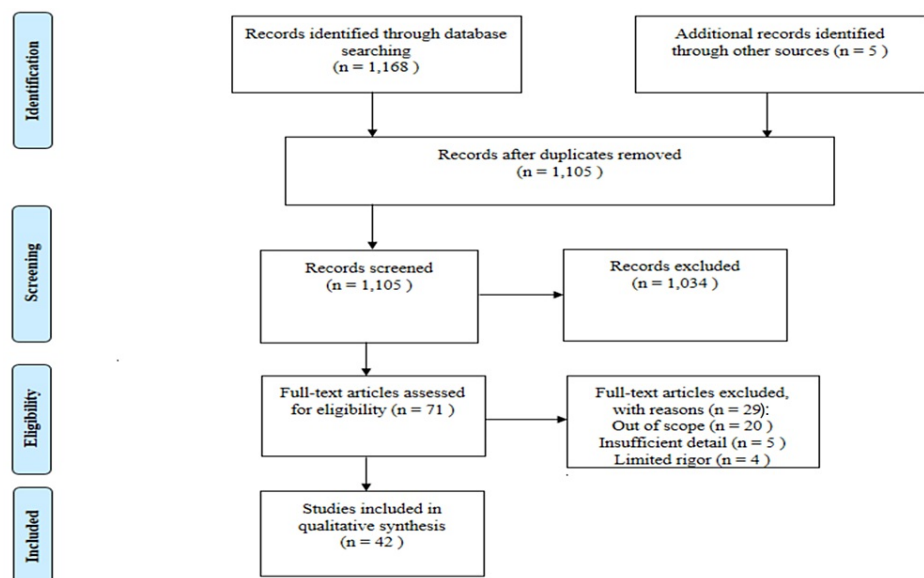 Identification
Records identified through database
searching
(n = 1,168 )
Additional records identified
through other sources (n = 5 )
Records after duplicates removed
(n = 1,105 )
Screening
Records screened
(n = 1,105 )
Records excluded
(n = 1,034 )
Eligibility
Full-text articles assessed
for eligibility (n = 71 )
Full-text articles excluded,
with reasons (n = 29):
Out of scope (n = 20 )
Insufficient detail (n = 5 )
Limited rigor (n = 4 )
Included
Studies included in
qualitative synthesis
(n = 42 )